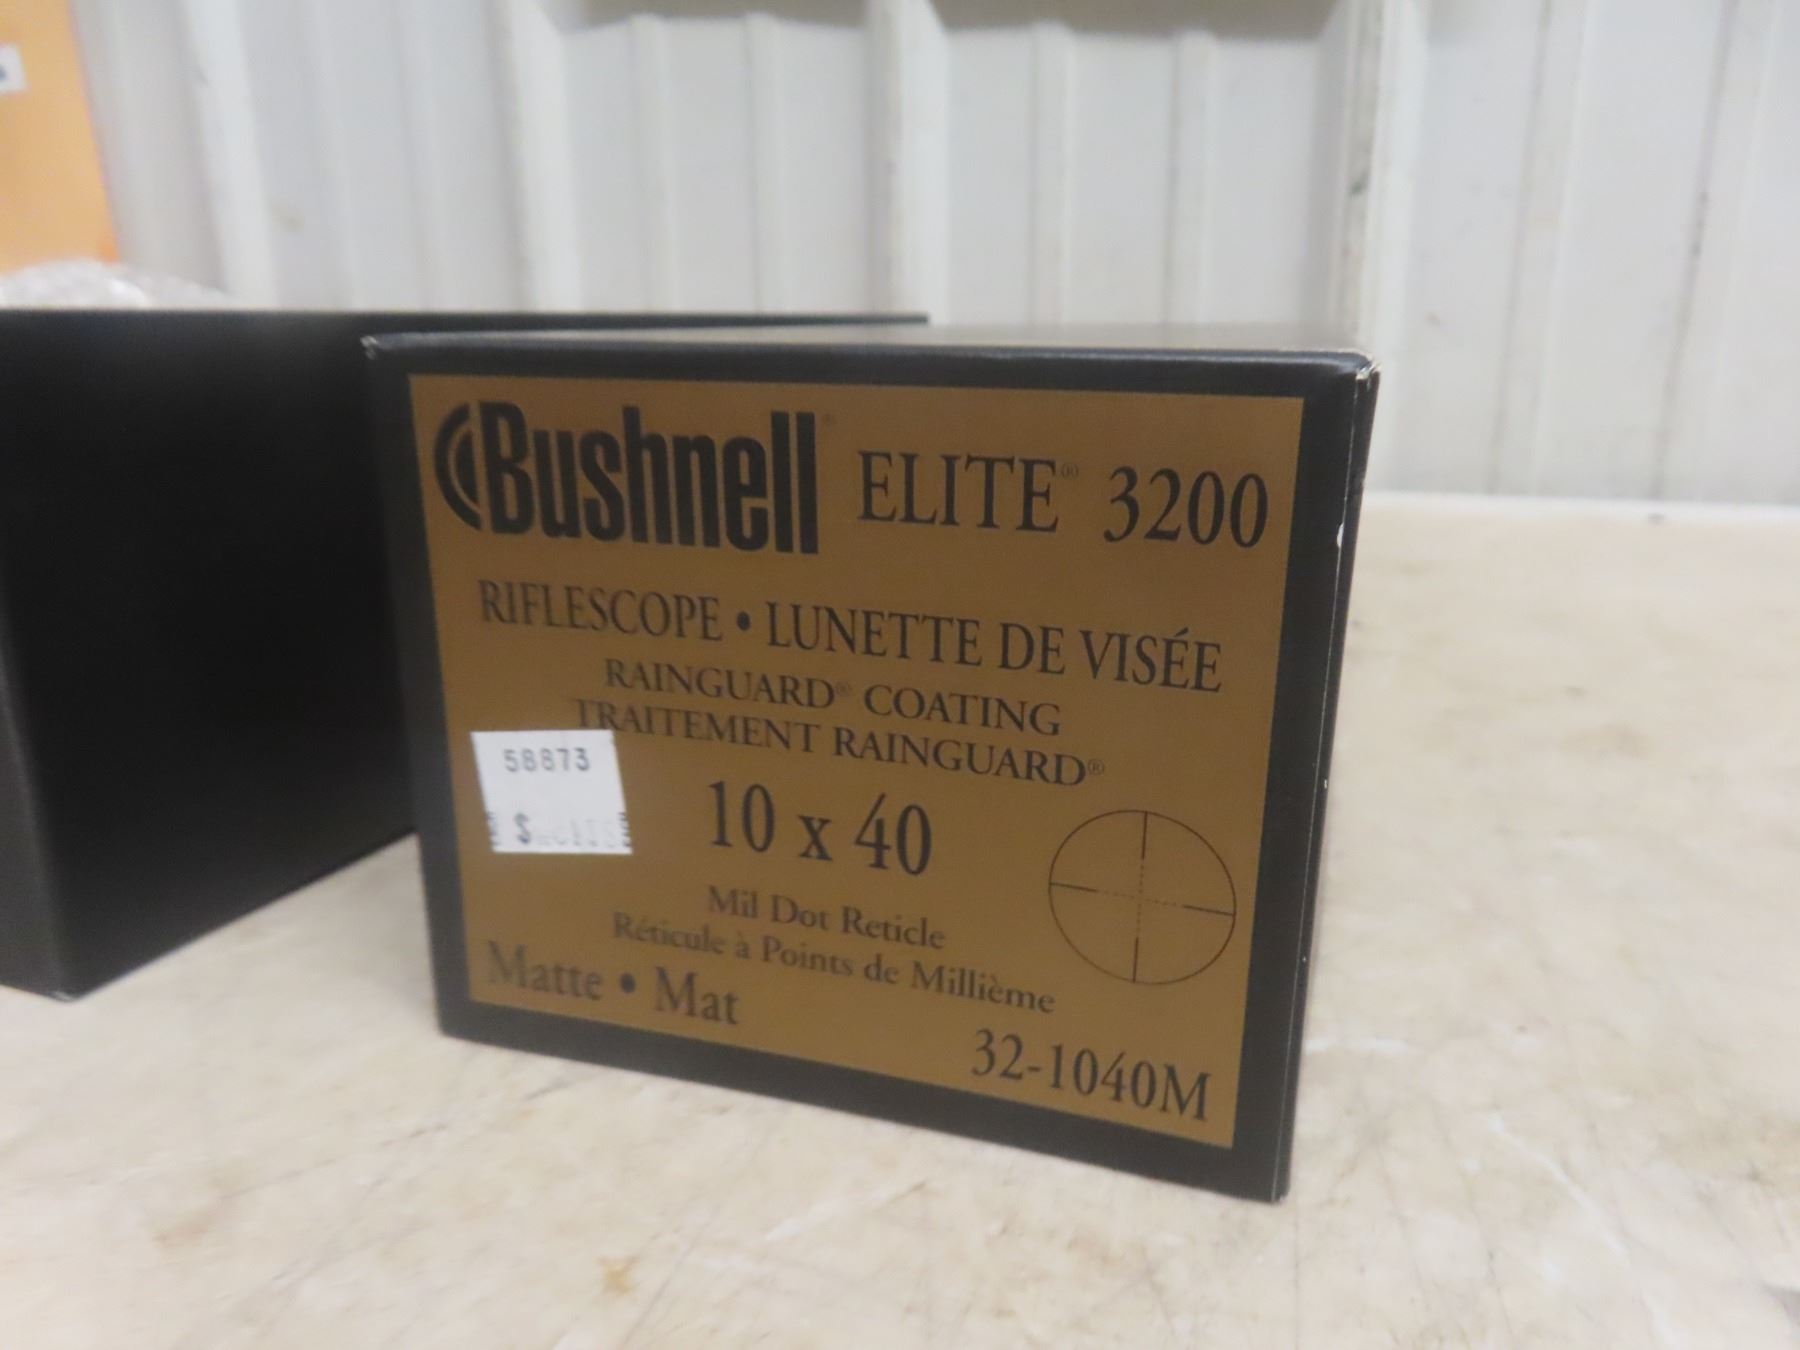 Bushnell® ELITE® 3200
RIFLESCOPE • LUNETTE DE VISÉE
RAINGUARD® COATING
TRAITEMENT RAINGUARD®
58873
$
10 x 40
Mil Dot Reticle
Réticule à Points de Millième
Matte • Mat
32-1040M